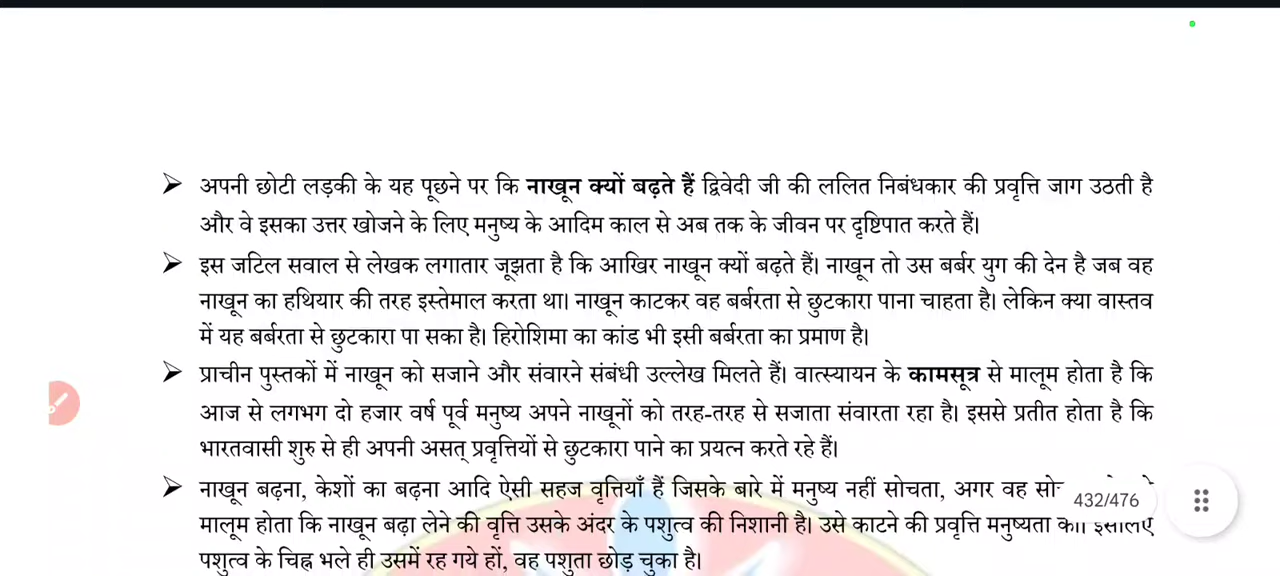 ➢ अपनी छोटी लड़की के यह पूछने पर कि नाखून क्यों बढ़ते हैं द्विवेदी जी की ललित निबंधकार की प्रवृत्ति जाग उठती है
और वे इसका उत्तर खोजने के लिए मनुष्य के आदिम काल से अब तक के जीवन पर दृष्टिपात करते हैं।
➢ इस जटिल सवाल से लेखक लगातार जूझता है कि आखिर नाखून क्यों बढ़ते हैं। नाखून तो उस बर्बर युग की देन है जब वह
नाखून का हथियार की तरह इस्तेमाल करता था। नाखून काटकर वह बर्बरता से छुटकारा पाना चाहता है। लेकिन क्या वास्तव
में यह बर्बरता से छुटकारा पा सका है। हिरोशिमा का कांड भी इसी बर्बरता का प्रमाण है।
➢ प्राचीन पुस्तकों में नाखून को सजाने और संवारने संबंधी उल्लेख मिलते हैं। वात्स्यायन के कामसूत्र से मालूम होता है कि
आज से लगभग दो हजार वर्ष पूर्व मनुष्य अपने नाखूनों को तरह-तरह से सजाता संवारता रहा है। इससे प्रतीत होता है कि
भारतवासी शुरु से ही अपनी असत् प्रवृत्तियों से छुटकारा पाने का प्रयत्न करते रहे हैं।
➢ नाखून बढ़ना, केशों का बढ़ना आदि ऐसी सहज वृत्तियाँ हैं जिसके बारे में मनुष्य नहीं सोचता, अगर वह
432/476
मालूम होता कि नाखून बढ़ा लेने की वृत्ति उसके अंदर के पशुत्व की निशानी है। उसे काटने की प्रवृत्ति मनुष्यता की। इसलिए
पशुत्व के चिह्न भले ही उसमें रह गये हों, वह पशुता छोड़ चुका है।